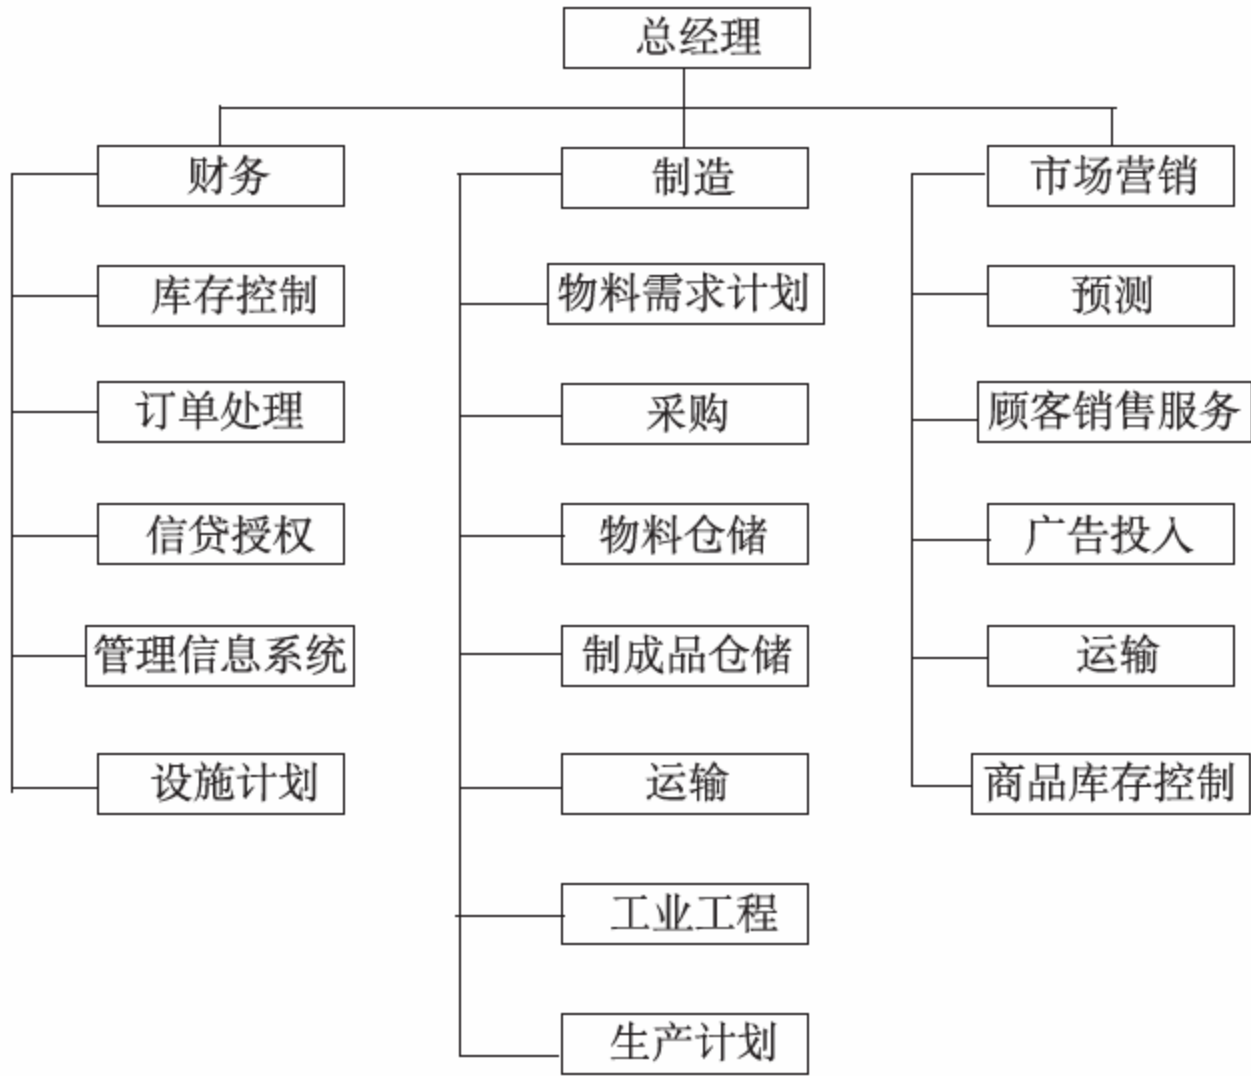 总经理
财务
制造
市场营销
库存控制
物料需求计划
预测
订单处理
采购
顾客销售服务
信贷授权
物料仓储
广告投入
管理信息系统
制成品仓储
运输
设施计划
运输
商品库存控制
工业工程
生产计划